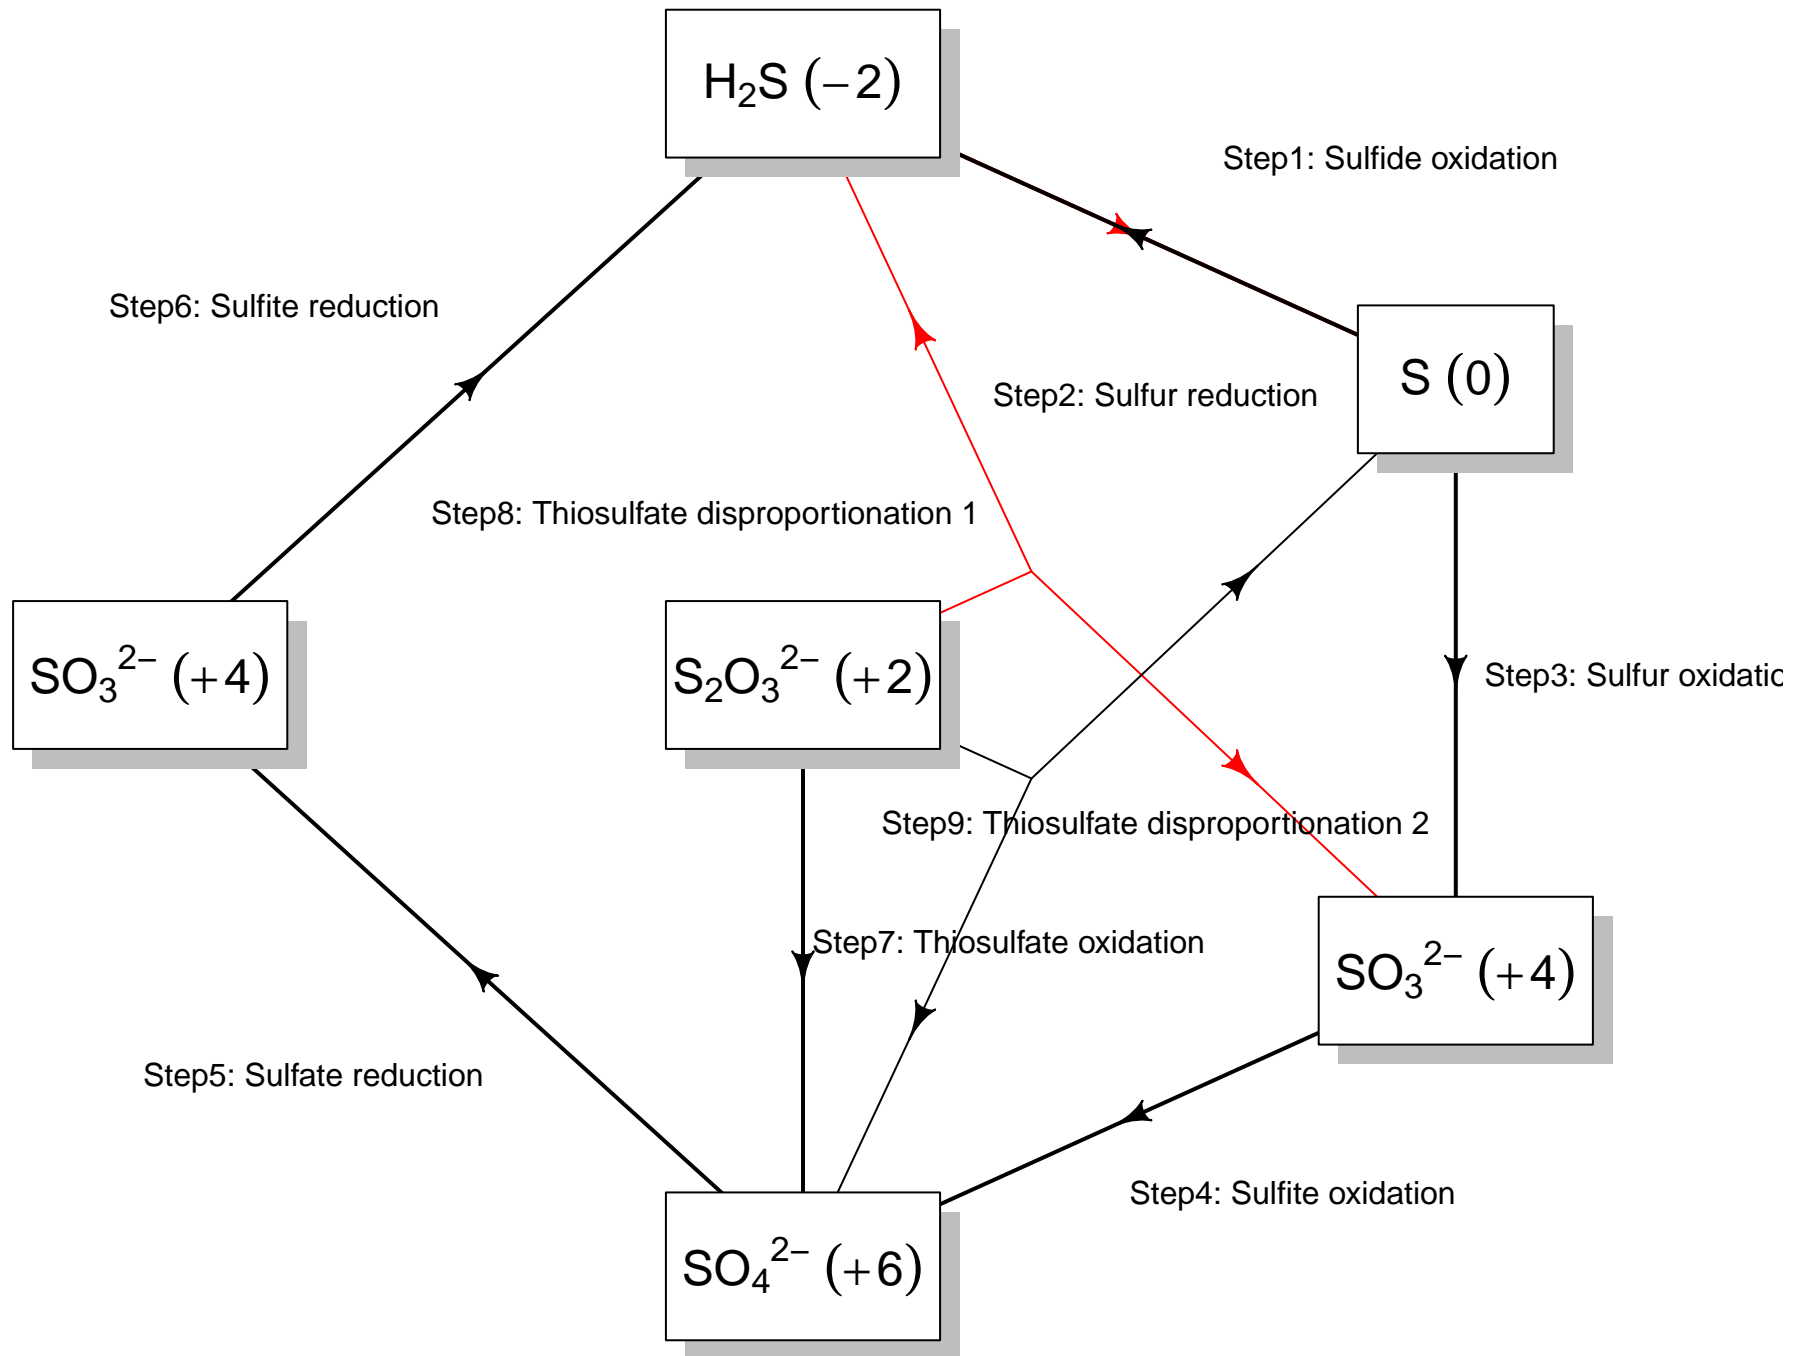 H₂S (−2)
Step1: Sulfide oxidation
Step6: Sulfite reduction
S (0)
Step2: Sulfur reduction
Step8: Thiosulfate disproportionation 1
SO₃²⁻ (+4)
S₂O₃²⁻ (+2)
Step3: Sulfur oxidatio
Step9: Thiosulfate disproportionation 2
Step7: Thiosulfate oxidation
SO₃²⁻ (+4)
Step5: Sulfate reduction
Step4: Sulfite oxidation
SO₄²⁻ (+6)